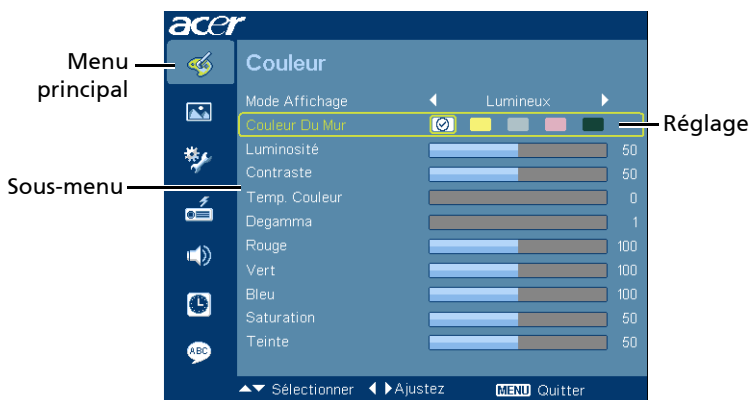 acer
Menu
principal
Couleur
Mode Affichage Lumineux
Couleur Du Mur
Réglage
Luminosité 50
Contraste 50
Sous-menu
Temp. Couleur 0
Degamma 1
Rouge 100
Vert 100
Bleu 100
Saturation 50
ABC
Teinte 50
Sélectionner Ajustez MENU Quitter